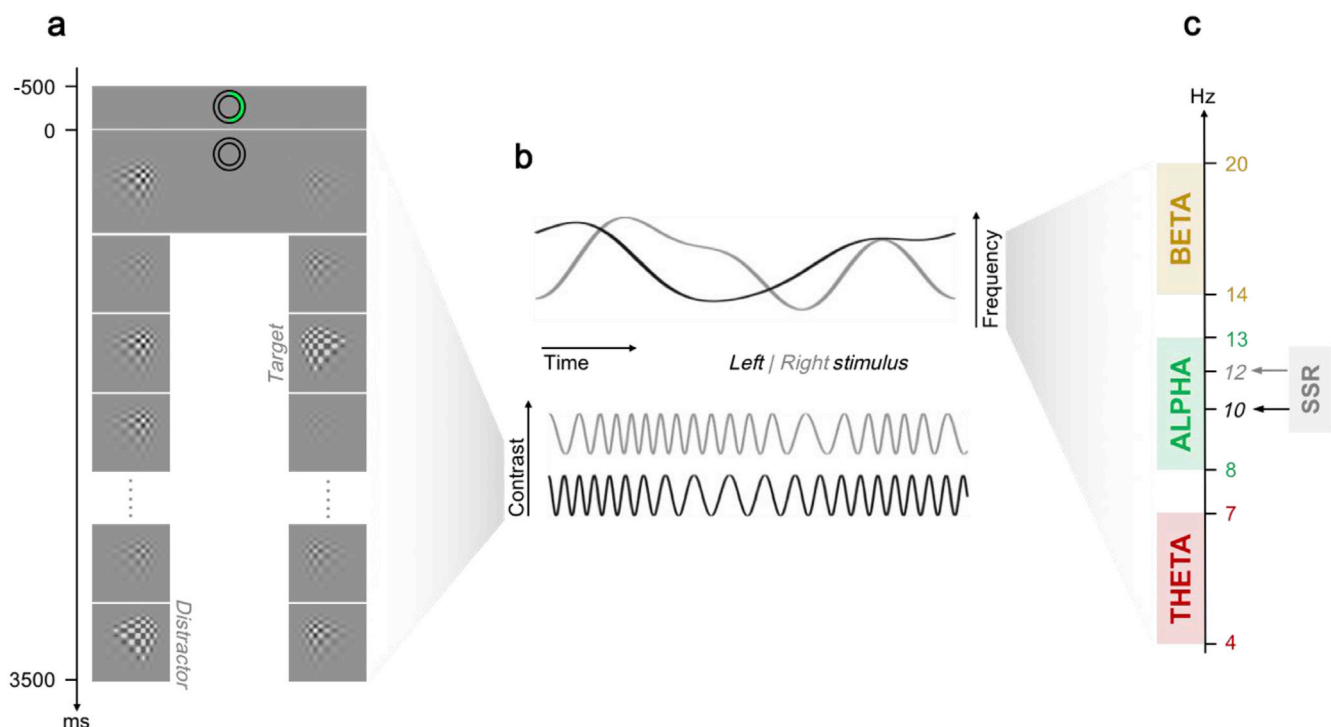 a
-500
0
Target
Distractor
3500
ms
b
Frequency
Time
Left | Right stimulus
Contrast
c
Hz
20
BETA
14
13
12
ALPHA
10
SSR
8
7
THETA
4